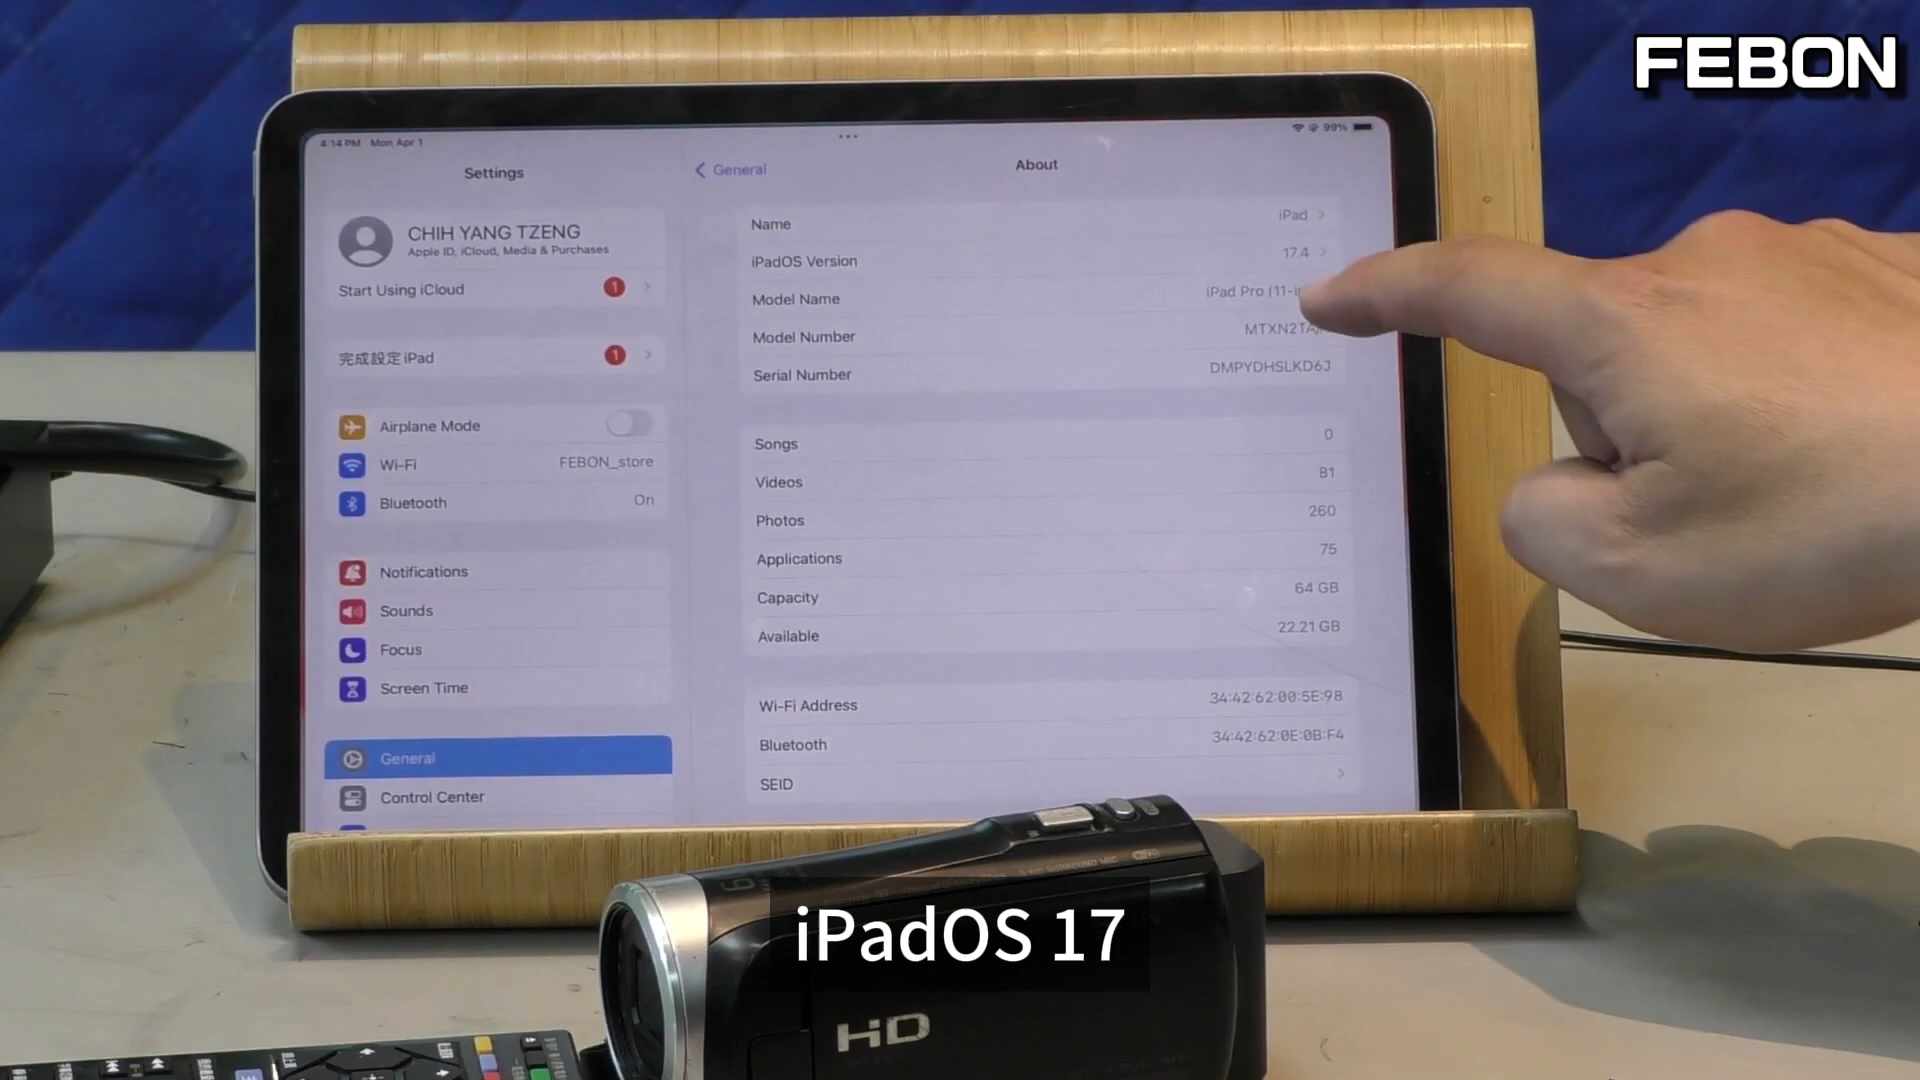 FEBON
4:14 PM Mon Apr 1
99%
Settings
General
About
CHIH YANG TZENG
Apple ID, iCloud, Media & Purchases
Start Using iCloud 1
完成設定 iPad 1
Airplane Mode
Wi-Fi FEBON_store
Bluetooth On
Notifications
Sounds
Focus
Screen Time
General
Control Center
Name iPad
iPadOS Version 17.4
Model Name iPad Pro (11-
Model Number MTXN2TA
Serial Number DMPYDHSLKD6J
Songs 0
Videos 81
Photos 260
Applications 75
Capacity 64 GB
Available 22.21 GB
Wi-Fi Address 34:42:62:00:5E:98
Bluetooth 34:42:62:0E:0B:F4
SEID
iPadOS 17
HD